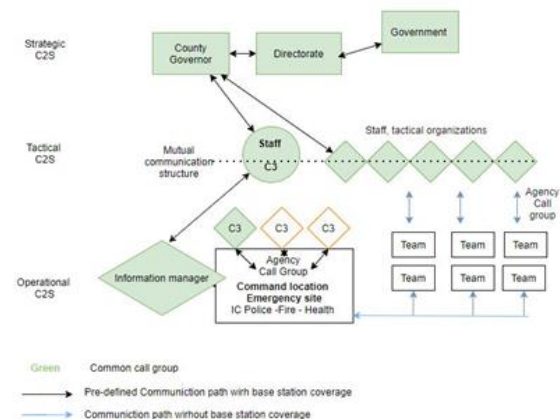 Strategic
C2S
County
Governor
Directorate
Government
Tactical
C2S
Mutual
communication
structure
Staff
C3
Staff, tactical organizations
Agency
Call
group
C3
C3
C3
Team
Team
Team
Team
Team
Team
Operational
C2S
Information manager
Agency
Call Group
Command location
Emergency site
IC Police -Fire - Health
Green Common call group
Pre-defined Communiction path wirh base station coverage
Communiction path wirhout base station coverage